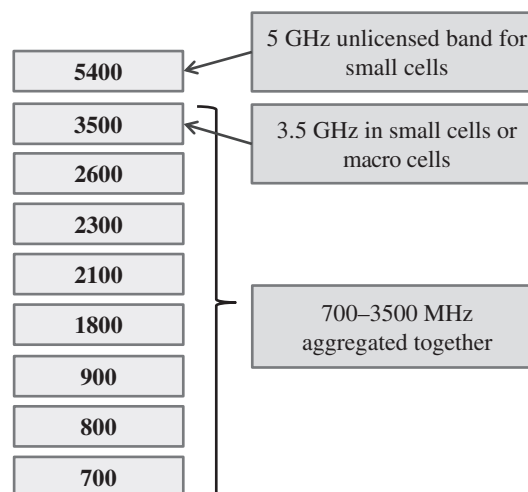 5 GHz unlicensed band for
small cells
5400
3500
3.5 GHz in small cells or
macro cells
2600
2300
2100
1800
700–3500 MHz
aggregated together
900
800
700